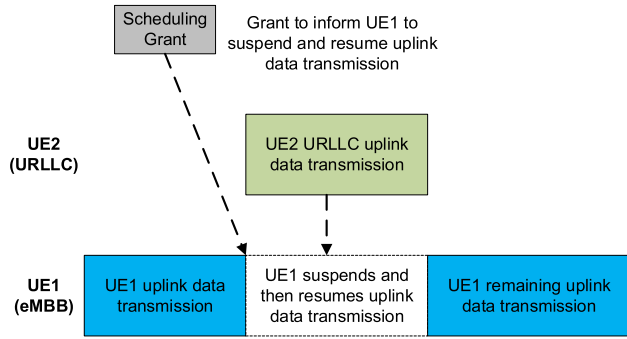 Scheduling
Grant
Grant to inform UE1 to
suspend and resume uplink
data transmission
UE2
(URLLC)
UE2 URLLC uplink
data transmission
UE1
(eMBB)
UE1 uplink data
transmission
UE1 suspends and
then resumes uplink
data transmission
UE1 remaining uplink
data transmission